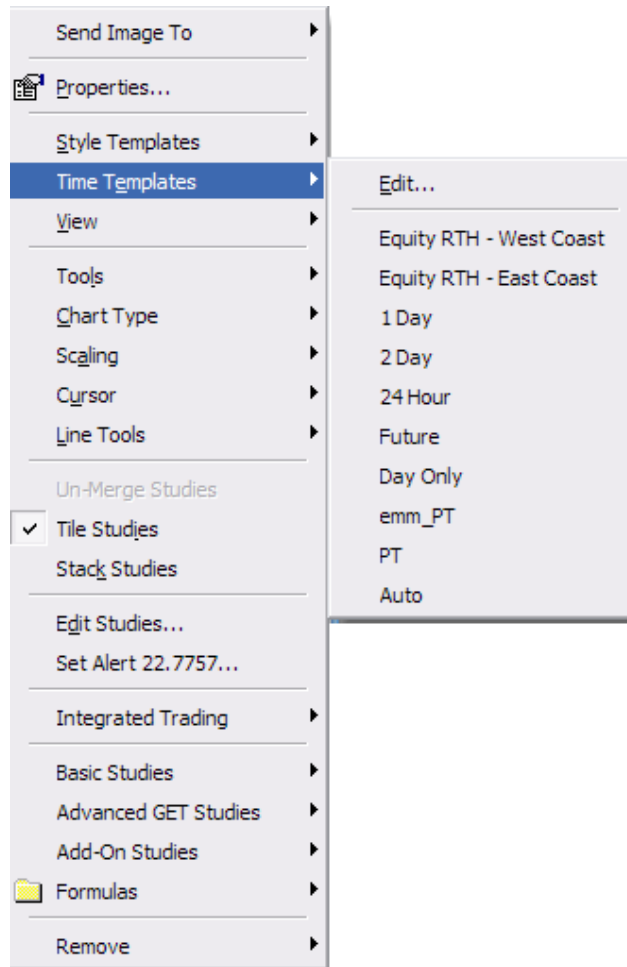 Send Image To
Properties...
Style Templates
Time Templates
View
Tools
Chart Type
Scaling
Cursor
Line Tools
Un-Merge Studies
Tile Studies
Stack Studies
Edit Studies...
Set Alert 22.7757...
Integrated Trading
Basic Studies
Advanced GET Studies
Add-On Studies
Formulas
Remove
Edit...
Equity RTH - West Coast
Equity RTH - East Coast
1 Day
2 Day
24 Hour
Future
Day Only
emm_PT
PT
Auto